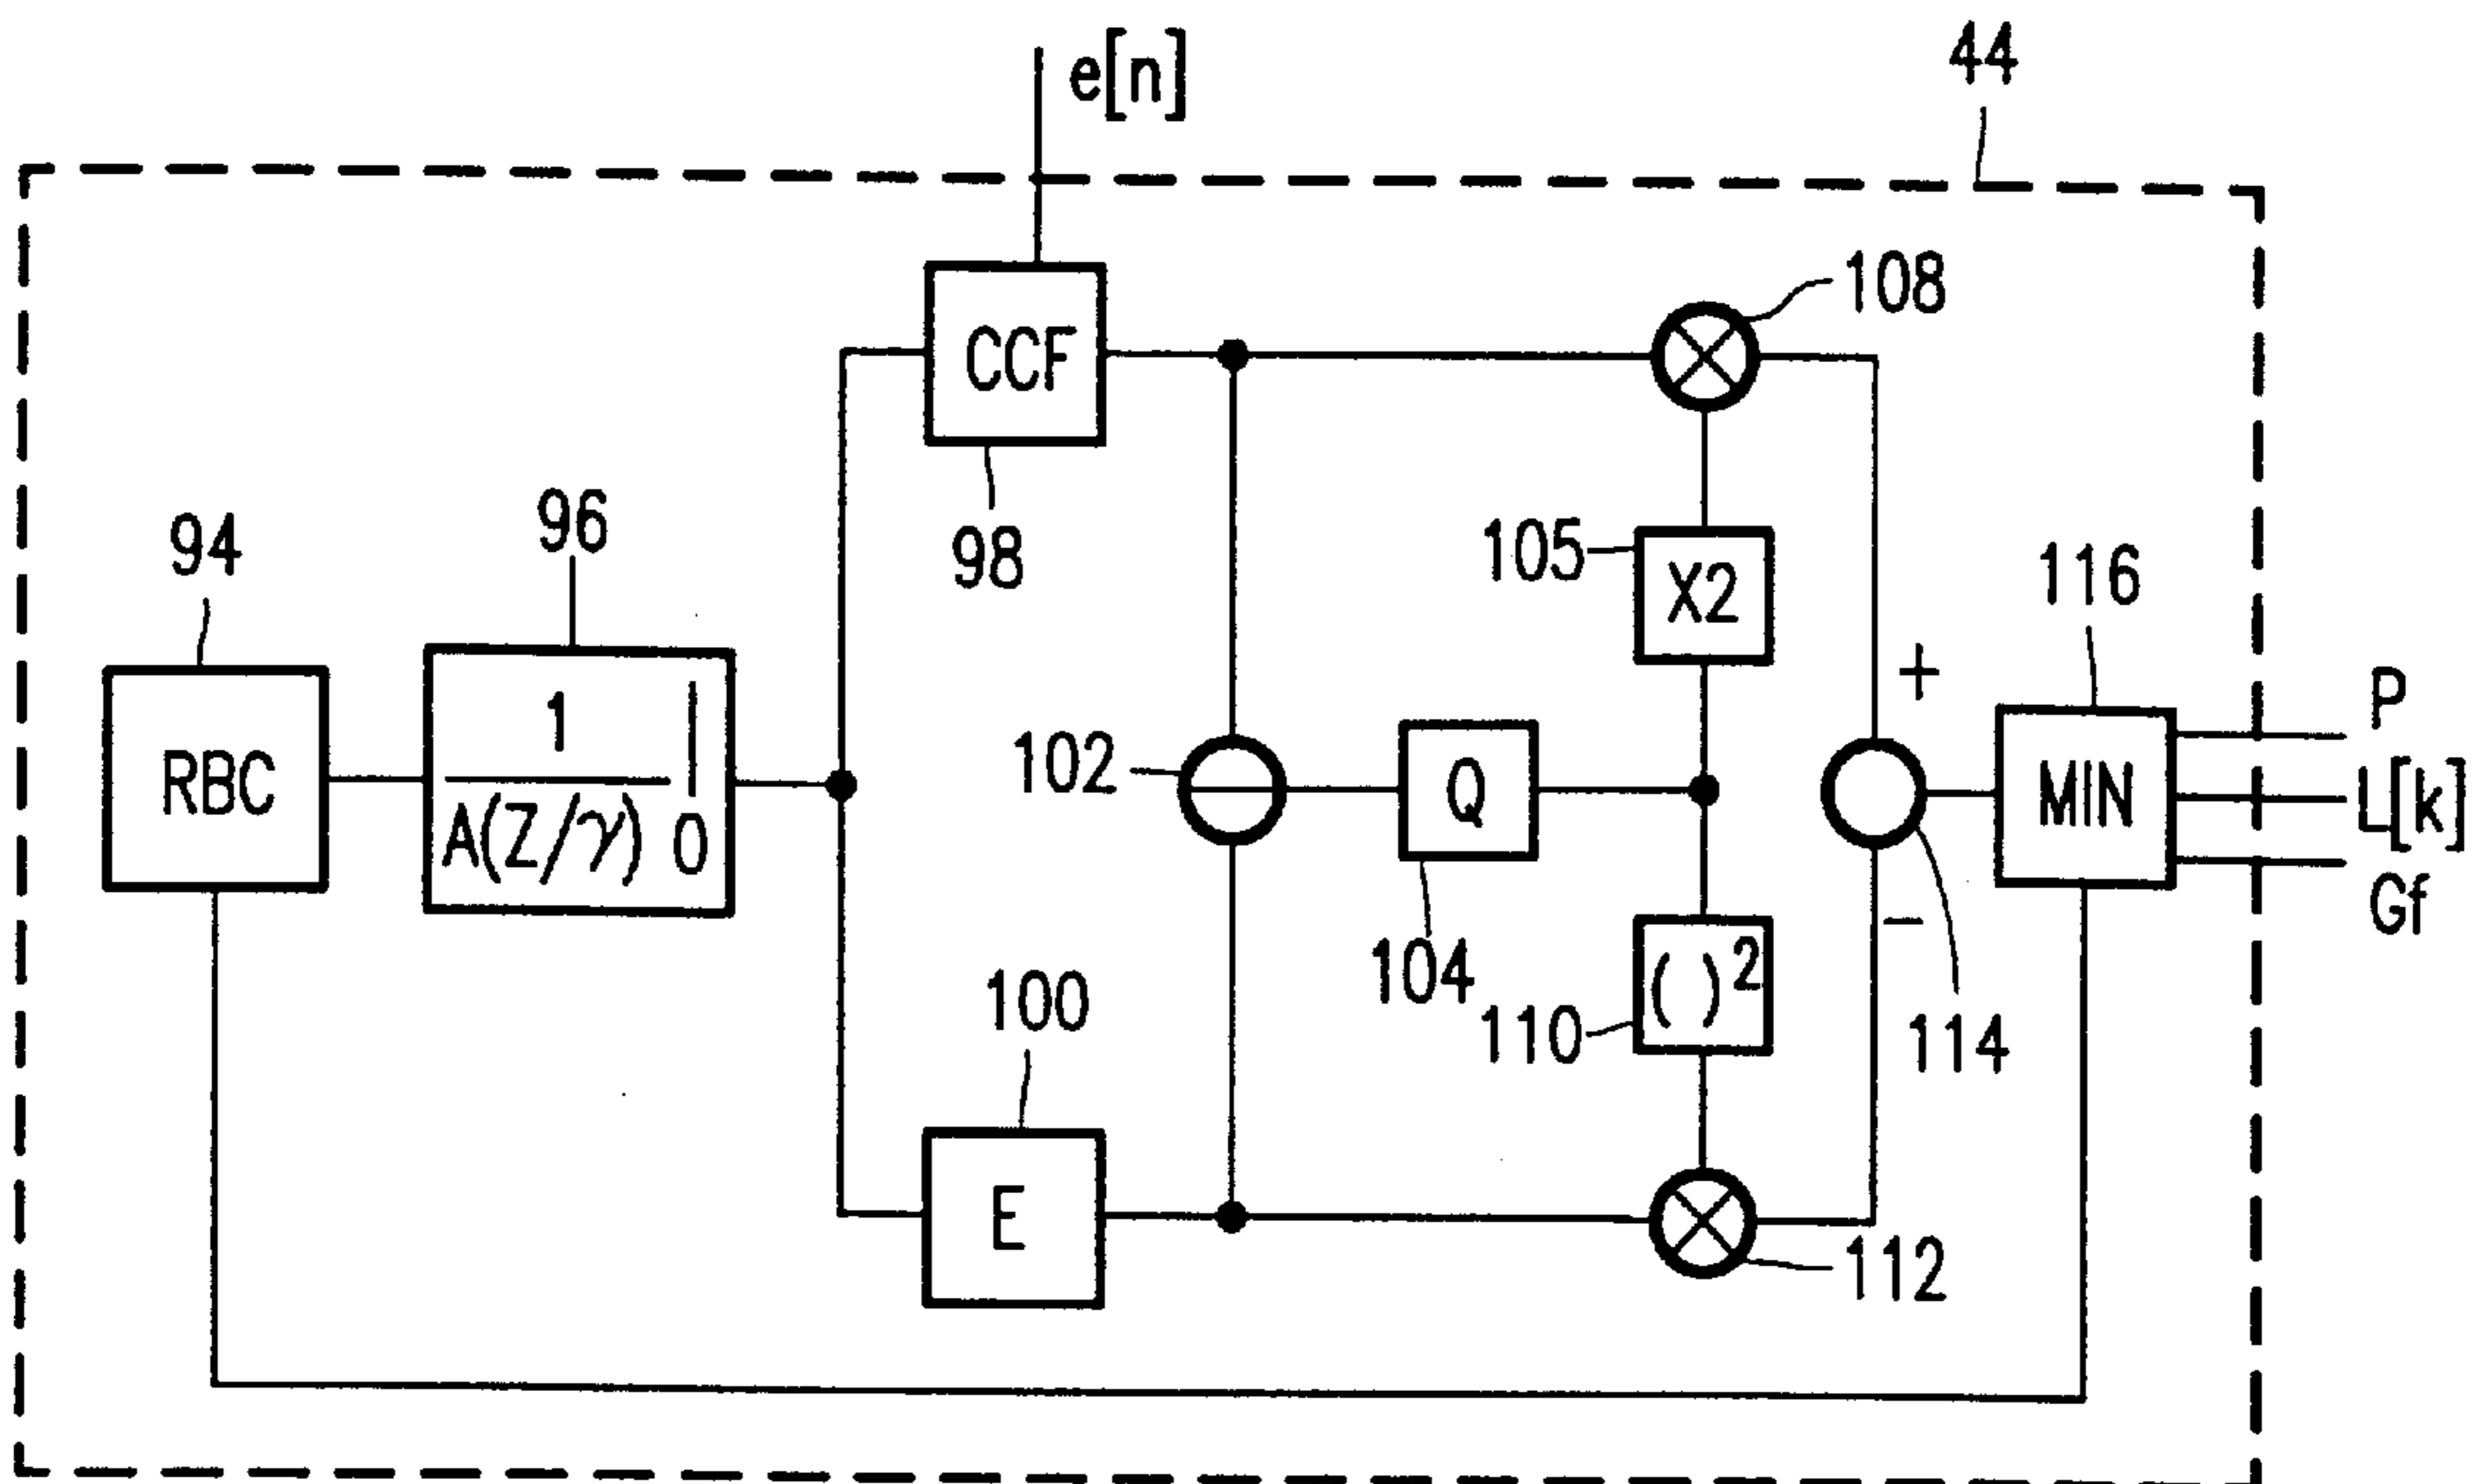 e[n]
44
108
CCF
98
94
96
105
X2
116
RBC
1
A(Z/γ)
|
0
102
Q
+
MIN
P
L[k]
Gf
104
−
( )²
110
114
100
E
112